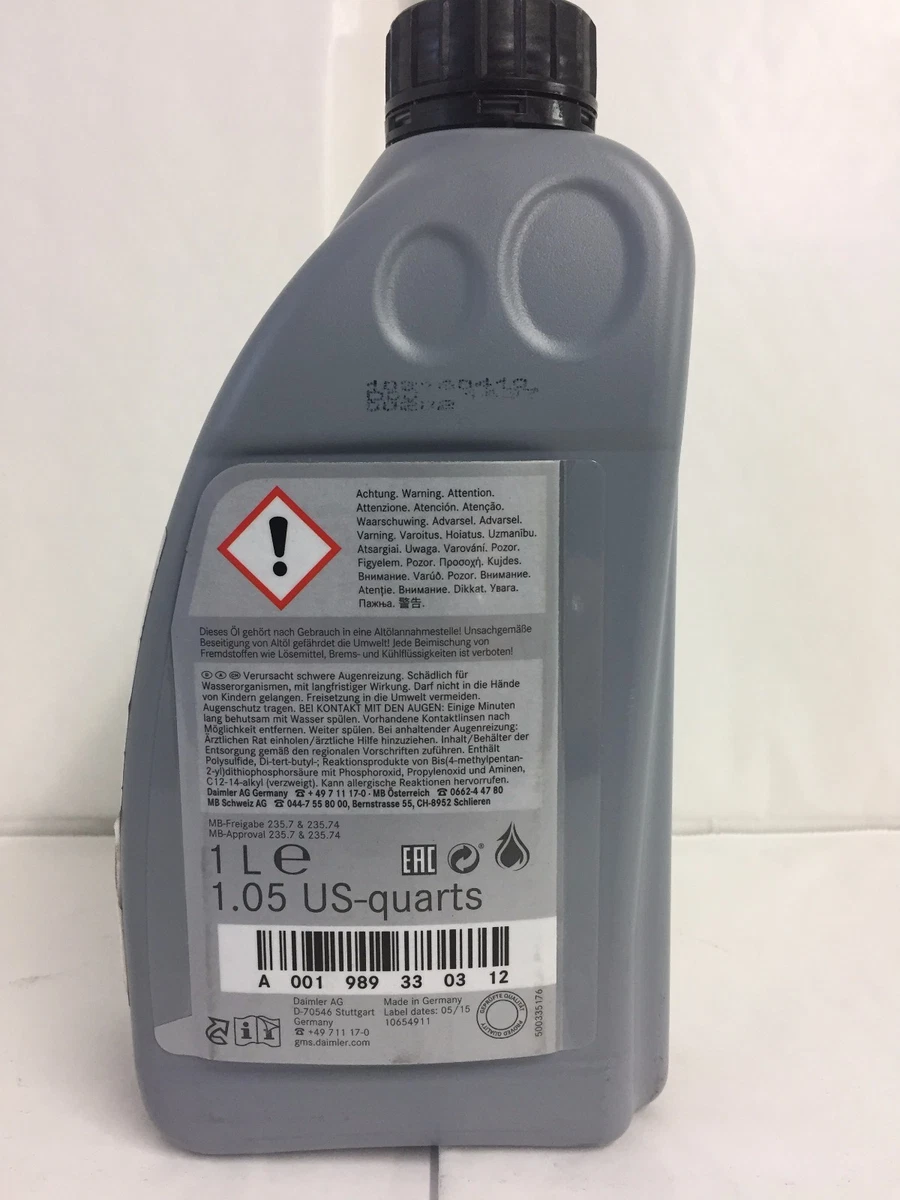 Achtung. Warning. Attention.
Attenzione. Atención. Atenção.
Waarschuwing. Advarsel. Advarsel.
Varning. Varoitus. Hoiatus. Uzmanibu.
Atsargiai. Uwaga. Varování. Pozor.
Figyelem. Pozor. Προσοχή. Kujdes.
Внимание. Varúð. Pozor. Внимание.
Atenţie. Внимание. Dikkat. Увага.
Пажња. 警告.
Dieses Öl gehört nach Gebrauch in eine Altölannahmestelle! Unsachgemäße
Beseitigung von Altöl gefährdet die Umwelt! Jede Beimischung von
Fremdstoffen wie Lösemittel, Brems- und Kühlflüssigkeiten ist verboten!
Verursacht schwere Augenreizung. Schädlich für
Wasserorganismen, mit langfristiger Wirkung. Darf nicht in die Hände
von Kindern gelangen. Freisetzung in die Umwelt vermeiden.
Augenschutz tragen. BEI KONTAKT MIT DEN AUGEN: Einige Minuten
lang behutsam mit Wasser spülen. Vorhandene Kontaktlinsen nach
Möglichkeit entfernen. Weiter spülen. Bei anhaltender Augenreizung:
Ärztlichen Rat einholen/ärztliche Hilfe hinzuziehen. Inhalt/Behälter der
Entsorgung gemäß den regionalen Vorschriften zuführen. Enthält
Polysulfide, Di-tert-butyl-; Reaktionsprodukte von Bis(4-methylpentan-
2-yl)dithiophosphorsäure mit Phosphoroxid, Propylenoxid und Aminen,
C12-14-alkyl (verzweigt). Kann allergische Reaktionen hervorrufen.
Daimler AG Germany ☎ + 49 7 11 17-0 · MB Österreich ☎ 0662-4 47 80
MB Schweiz AG ☎ 044-7 55 80 00, Bernstrasse 55, CH-8952 Schlieren
MB-Freigabe 235.7 & 235.74
MB-Approval 235.7 & 235.74
1 L ℮ EAC ®
1.05 US-quarts
A 001 989 33 03 12
Daimler AG
D-70546 Stuttgart
Germany
☎ +49 711 17-0
gms.daimler.com
Made in Germany
Label dates: 05/15
10654911
GEPRÜFTE QUALITÄT
PROVED QUALITY
500335176